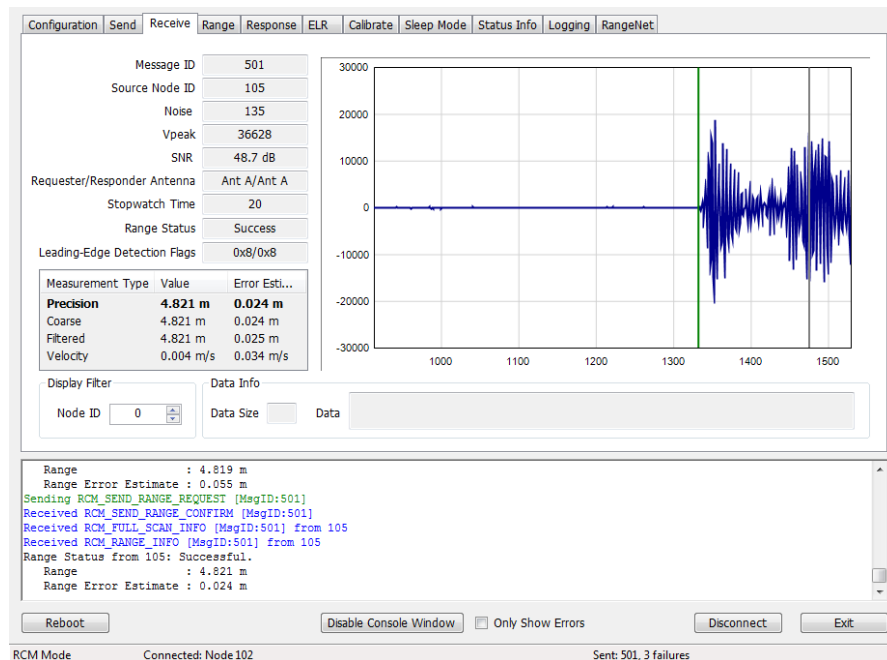 Configuration Send Receive Range Response ELR Calibrate Sleep Mode Status Info Logging RangeNet
Message ID 501
Source Node ID 105
Noise 135
Vpeak 36628
SNR 48.7 dB
Requester/Responder Antenna Ant A/Ant A
Stopwatch Time 20
Range Status Success
Leading-Edge Detection Flags 0x8/0x8
Measurement Type Value Error Esti...
Precision 4.821 m 0.024 m
Coarse 4.821 m 0.024 m
Filtered 4.821 m 0.025 m
Velocity 0.004 m/s 0.034 m/s
30000
20000
10000
0
-10000
-20000
-30000
1000 1100 1200 1300 1400 1500
Display Filter
Node ID 0
Data Info
Data Size Data
Range : 4.819 m
Range Error Estimate : 0.055 m
Sending RCM_SEND_RANGE_REQUEST [MsgID:501]
Received RCM_SEND_RANGE_CONFIRM [MsgID:501]
Received RCM_FULL_SCAN_INFO [MsgID:501] from 105
Received RCM_RANGE_INFO [MsgID:501] from 105
Range Status from 105: Successful.
Range : 4.821 m
Range Error Estimate : 0.024 m
Reboot Disable Console Window Only Show Errors Disconnect Exit
RCM Mode Connected: Node 102 Sent: 501, 3 failures